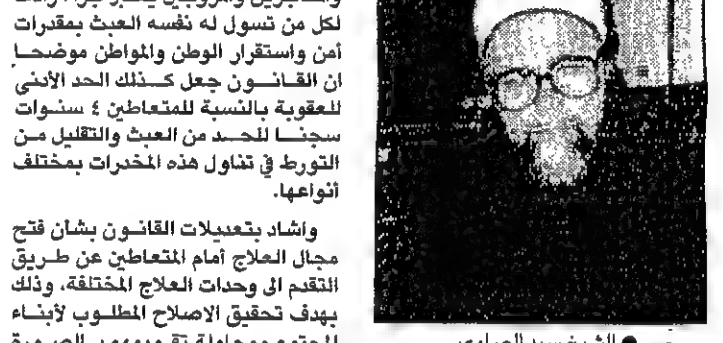 لكل من تسول له نفسه العبث بمقدرات
أمن واستقرار الوطن والمواطن موضحا
ان القانون جعل كذلك الحد الأدنى
للعقوبة بالنسبة للمتعاطين ٤ سنوات
سجنا للحد من العبث والتقليل من
التورط في تناول هذه المخدرات بمختلف
أنواعها.
وأشاد بتعديلات القانون بشأن فتح
مجال العلاج أمام المتعاطين عن طريق
التقدم الى وحدات العلاج المختلفة، وذلك
بهدف تحقيق الاصلاح المطلوب لأبناء
● الشيخ سيد